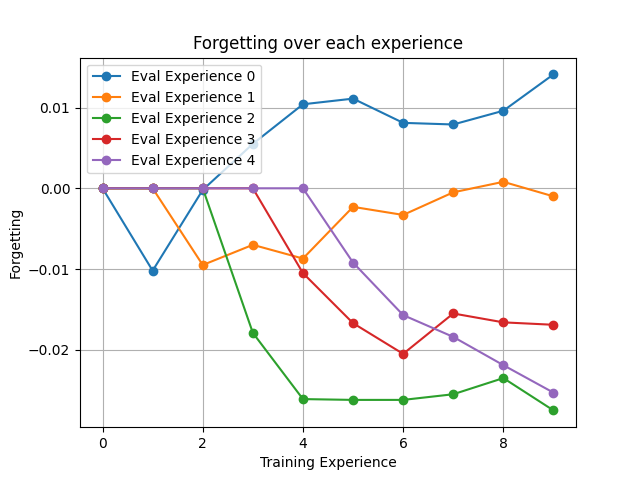 Forgetting over each experience
Eval Experience 0
Eval Experience 1
Eval Experience 2
Eval Experience 3
Eval Experience 4
0.01
0.00
−0.01
−0.02
Forgetting
0 2 4 6 8
Training Experience